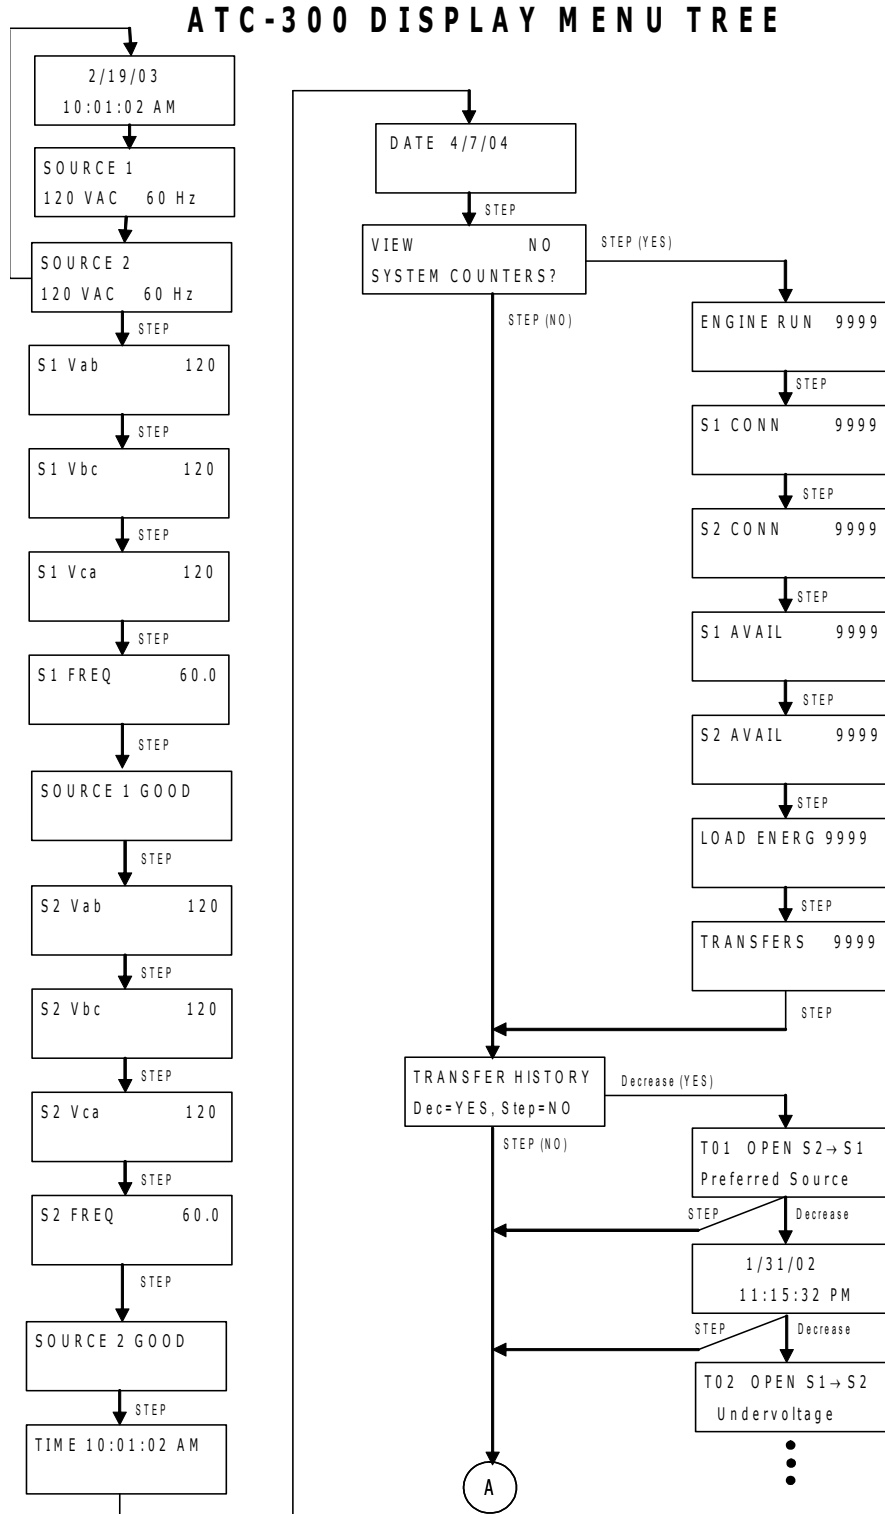 ATC-300 DISPLAY MENU TREE
2/19/03
10:01:02 AM
SOURCE 1
120 VAC 60 Hz
SOURCE 2
120 VAC 60 Hz
STEP
S1 Vab 120
STEP
S1 Vbc 120
STEP
S1 Vca 120
STEP
S1 FREQ 60.0
STEP
SOURCE 1 GOOD
STEP
S2 Vab 120
STEP
S2 Vbc 120
STEP
S2 Vca 120
STEP
S2 FREQ 60.0
STEP
SOURCE 2 GOOD
STEP
TIME 10:01:02 AM
DATE 4/7/04
STEP
VIEW NO
SYSTEM COUNTERS?
STEP (YES)
STEP (NO)
ENGINE RUN 9999
STEP
S1 CONN 9999
STEP
S2 CONN 9999
STEP
S1 AVAIL 9999
STEP
S2 AVAIL 9999
STEP
LOAD ENERG 9999
STEP
TRANSFERS 9999
STEP
TRANSFER HISTORY
Dec=YES, Step=NO
Decrease (YES)
STEP (NO)
T01 OPEN S2→S1
Preferred Source
STEP
Decrease
1/31/02
11:15:32 PM
STEP
Decrease
T02 OPEN S1→S2
Undervoltage
A